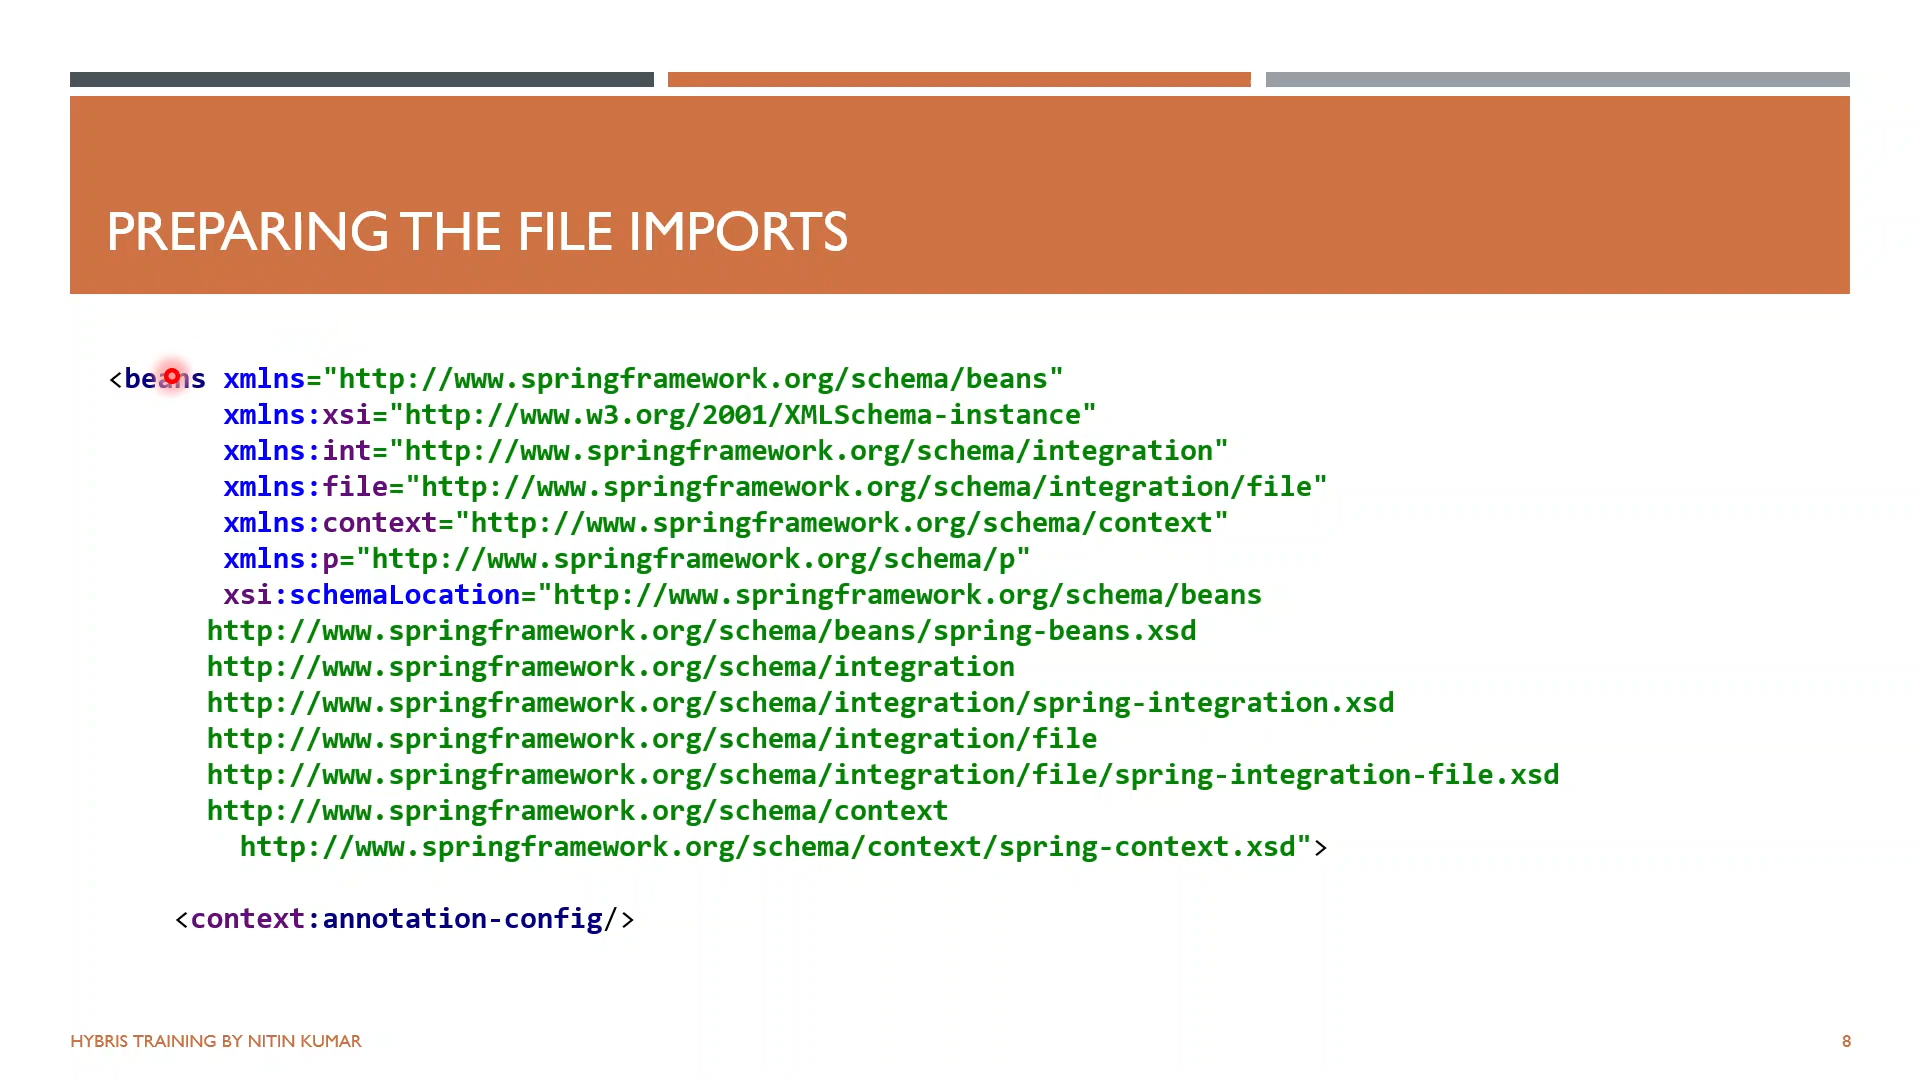 PREPARING THE FILE IMPORTS
<beans xmlns="http://www.springframework.org/schema/beans"
xmlns:xsi="http://www.w3.org/2001/XMLSchema-instance"
xmlns:int="http://www.springframework.org/schema/integration"
xmlns:file="http://www.springframework.org/schema/integration/file"
xmlns:context="http://www.springframework.org/schema/context"
xmlns:p="http://www.springframework.org/schema/p"
xsi:schemaLocation="http://www.springframework.org/schema/beans
http://www.springframework.org/schema/beans/spring-beans.xsd
http://www.springframework.org/schema/integration
http://www.springframework.org/schema/integration/spring-integration.xsd
http://www.springframework.org/schema/integration/file
http://www.springframework.org/schema/integration/file/spring-integration-file.xsd
http://www.springframework.org/schema/context
http://www.springframework.org/schema/context/spring-context.xsd">
<context:annotation-config/>
HYBRIS TRAINING BY NITIN KUMAR
8